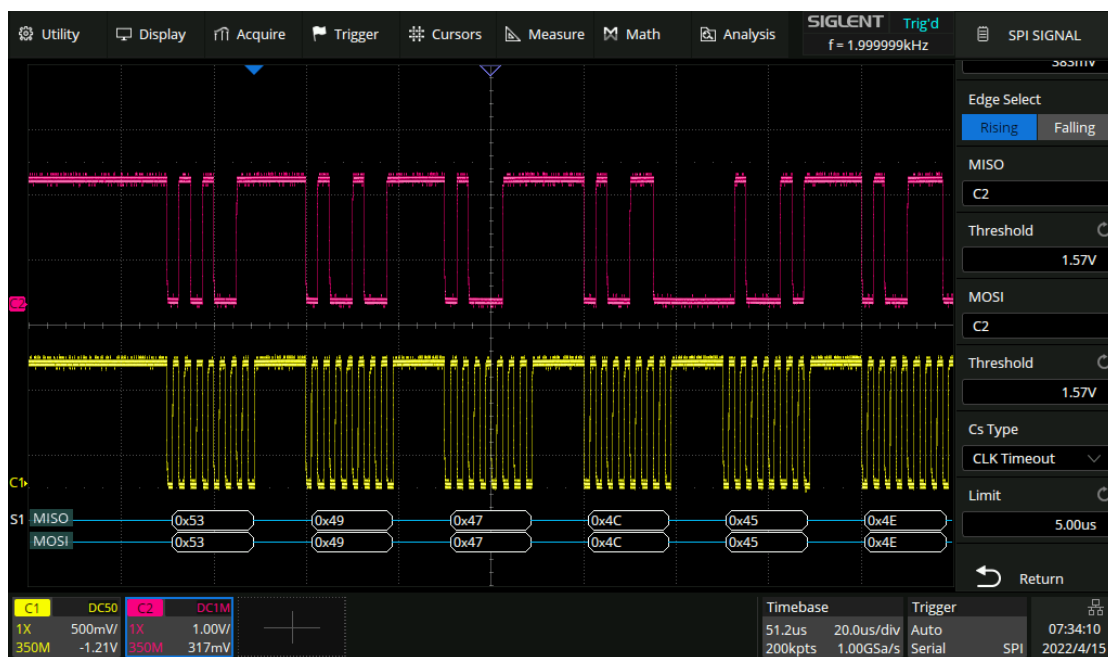 Utility Display Acquire Trigger Cursors Measure Math Analysis
SIGLENT Trig'd
f = 1.999999kHz
SPI SIGNAL
383mV
Edge Select
Rising Falling
MISO
C2
Threshold
1.57V
MOSI
C2
Threshold
1.57V
Cs Type
CLK Timeout
Limit
5.00us
Return
C2
C1
S1 MISO 0x53 0x49 0x47 0x4C 0x45 0x4E
MOSI 0x53 0x49 0x47 0x4C 0x45 0x4E
C1 DC50
1X 500mV/
350M -1.21V
C2 DC1M
1X 1.00V/
350M 317mV
Timebase
51.2us 20.0us/div
200kpts 1.00GSa/s
Trigger
Auto
Serial SPI
07:34:10
2022/4/15